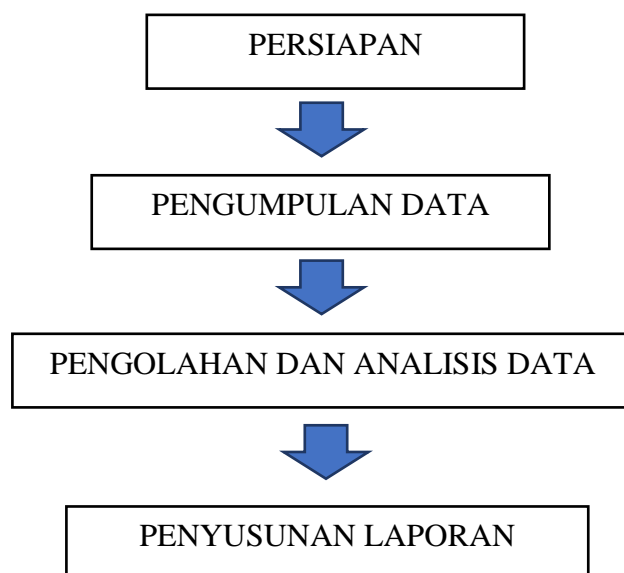 PERSIAPAN
PENGUMPULAN DATA
PENGOLAHAN DAN ANALISIS DATA
PENYUSUNAN LAPORAN